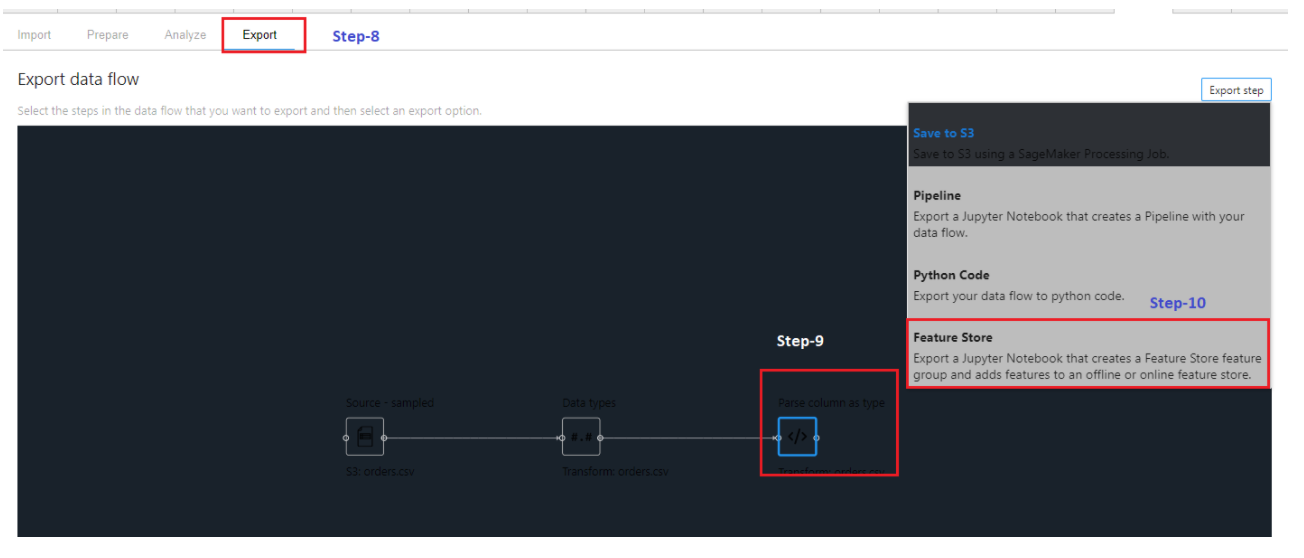 Import Prepare Analyze Export Step-8
Export data flow
Export step
Select the steps in the data flow that you want to export and then select an export option.
Save to S3
Save to S3 using a SageMaker Processing Job.
Pipeline
Export a Jupyter Notebook that creates a Pipeline with your
data flow.
Python Code
Export your data flow to python code.
Step-10
Feature Store
Export a Jupyter Notebook that creates a Feature Store feature
group and adds features to an offline or online feature store.
Step-9
Source - sampled Data types Parse column as type
#.# </>
S3: orders.csv Transform: orders.csv Transform: orders.csv